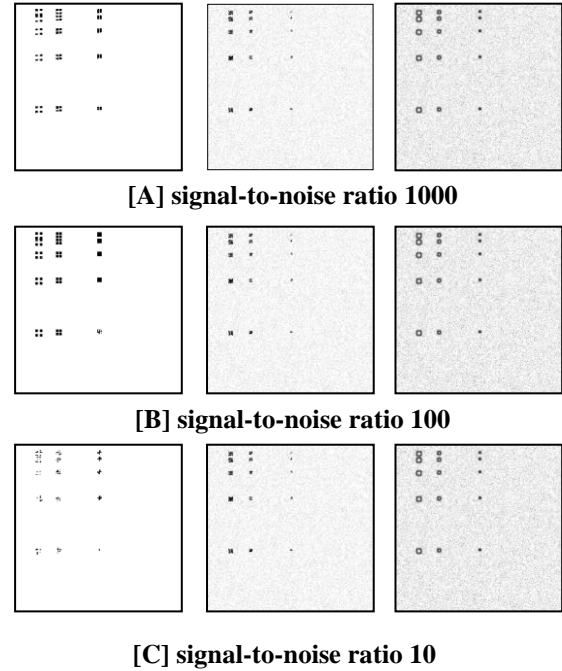 [A] signal-to-noise ratio 1000
[B] signal-to-noise ratio 100
[C] signal-to-noise ratio 10